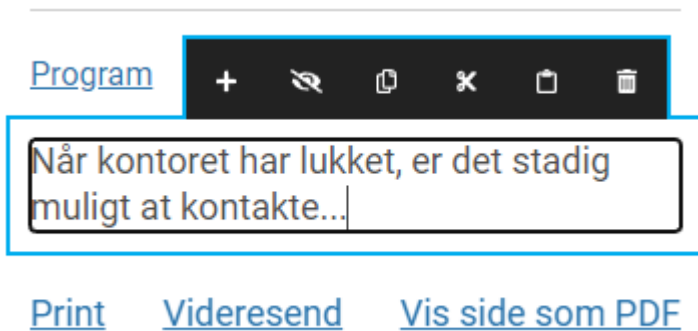 Program
Når kontoret har lukket, er det stadig
muligt at kontakte...
Print Videresend Vis side som PDF